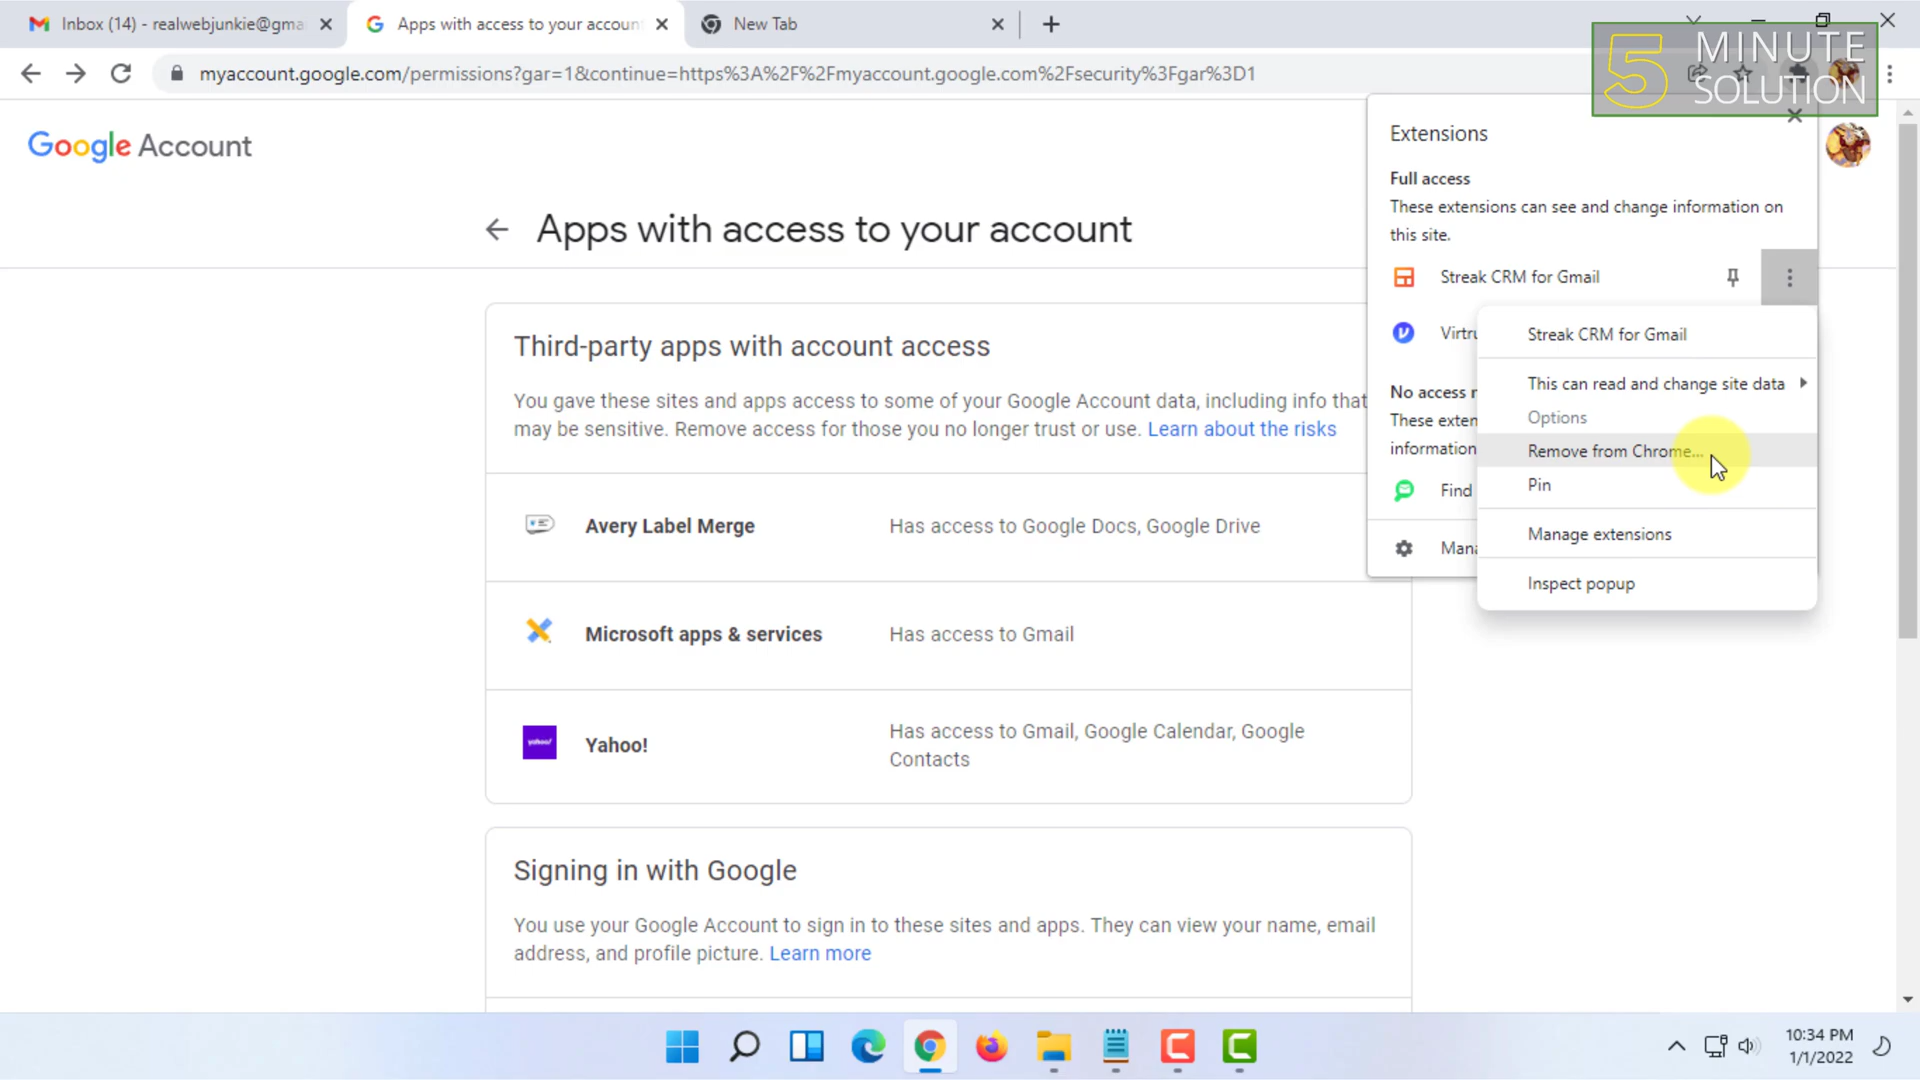 Inbox (14) - realwebjunkie@gma
Apps with access to your accoun
New Tab
myaccount.google.com/permissions?gar=1&continue=https%3A%2F%2Fmyaccount.google.com%2Fsecurity%3Fgar%3D1
5 MINUTE SOLUTION
Google Account
Apps with access to your account
Third-party apps with account access
You gave these sites and apps access to some of your Google Account data, including info that
may be sensitive. Remove access for those you no longer trust or use. Learn about the risks
Avery Label Merge
Has access to Google Docs, Google Drive
Microsoft apps & services
Has access to Gmail
Yahoo!
Has access to Gmail, Google Calendar, Google
Contacts
Signing in with Google
You use your Google Account to sign in to these sites and apps. They can view your name, email
address, and profile picture. Learn more
Extensions
Full access
These extensions can see and change information on
this site.
Streak CRM for Gmail
Virtru
No access n
These exten
information
Find
Mana
Streak CRM for Gmail
This can read and change site data
Options
Remove from Chrome...
Pin
Manage extensions
Inspect popup
10:34 PM
1/1/2022